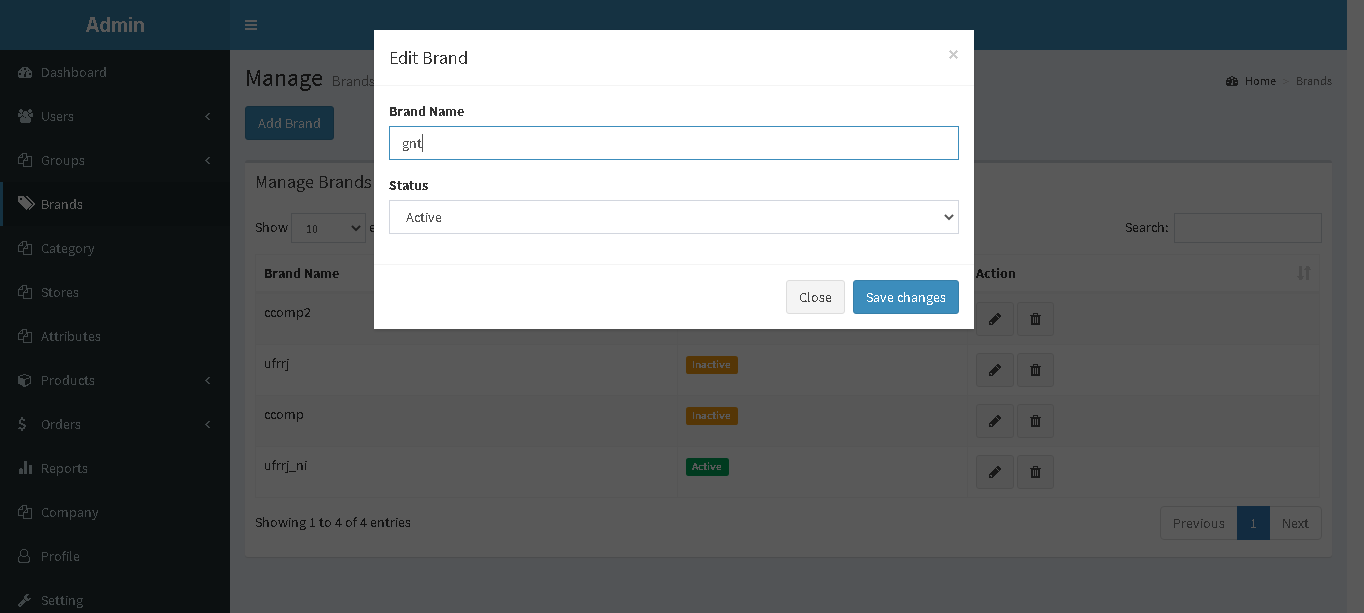 Admin
Dashboard
Users
Groups
Brands
Category
Stores
Attributes
Products
Orders
Reports
Company
Profile
Setting
Manage Brands
Home > Brands
Add Brand
Manage Brands
Show 10 e
Search:
Brand Name Action
ccomp2
ufrrj Inactive
ccomp Inactive
ufrrj_ni Active
Showing 1 to 4 of 4 entries
Previous 1 Next
Edit Brand ×
Brand Name
gnt
Status
Active
Close Save changes